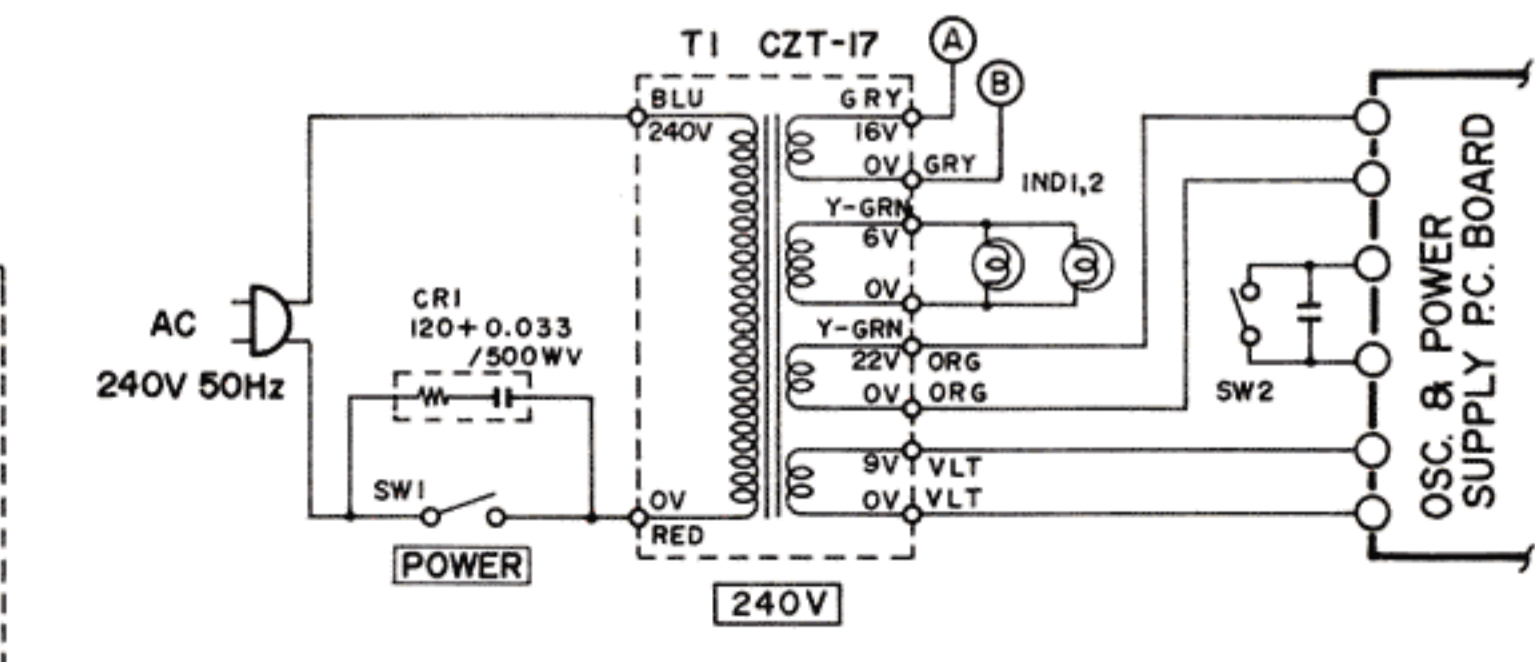 T1 CZT-17
A
B
BLU
240V
GRY
16V
0V
GRY
IND1,2
Y-GRN
6V
0V
Y-GRN
22V
ORG
0V
ORG
9V
VLT
0V
VLT
AC
240V 50Hz
CR1
120+0.033
/500WV
SW1
POWER
0V
RED
240V
SW2
OSC. & POWER
SUPPLY P.C. BOARD